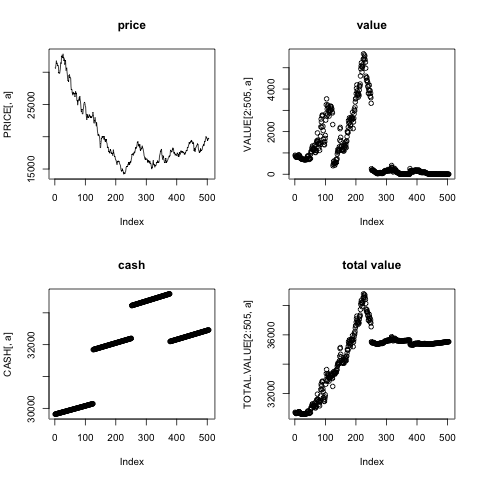 price
PRICE[, a]
15000
25000
0
100
200
300
400
500
Index
value
VALUE[2:505, a]
0
2000
4000
0
100
200
300
400
500
Index
cash
CASH[, a]
30000
32000
0
100
200
300
400
500
Index
total value
TOTAL.VALUE[2:505, a]
32000
36000
0
100
200
300
400
500
Index